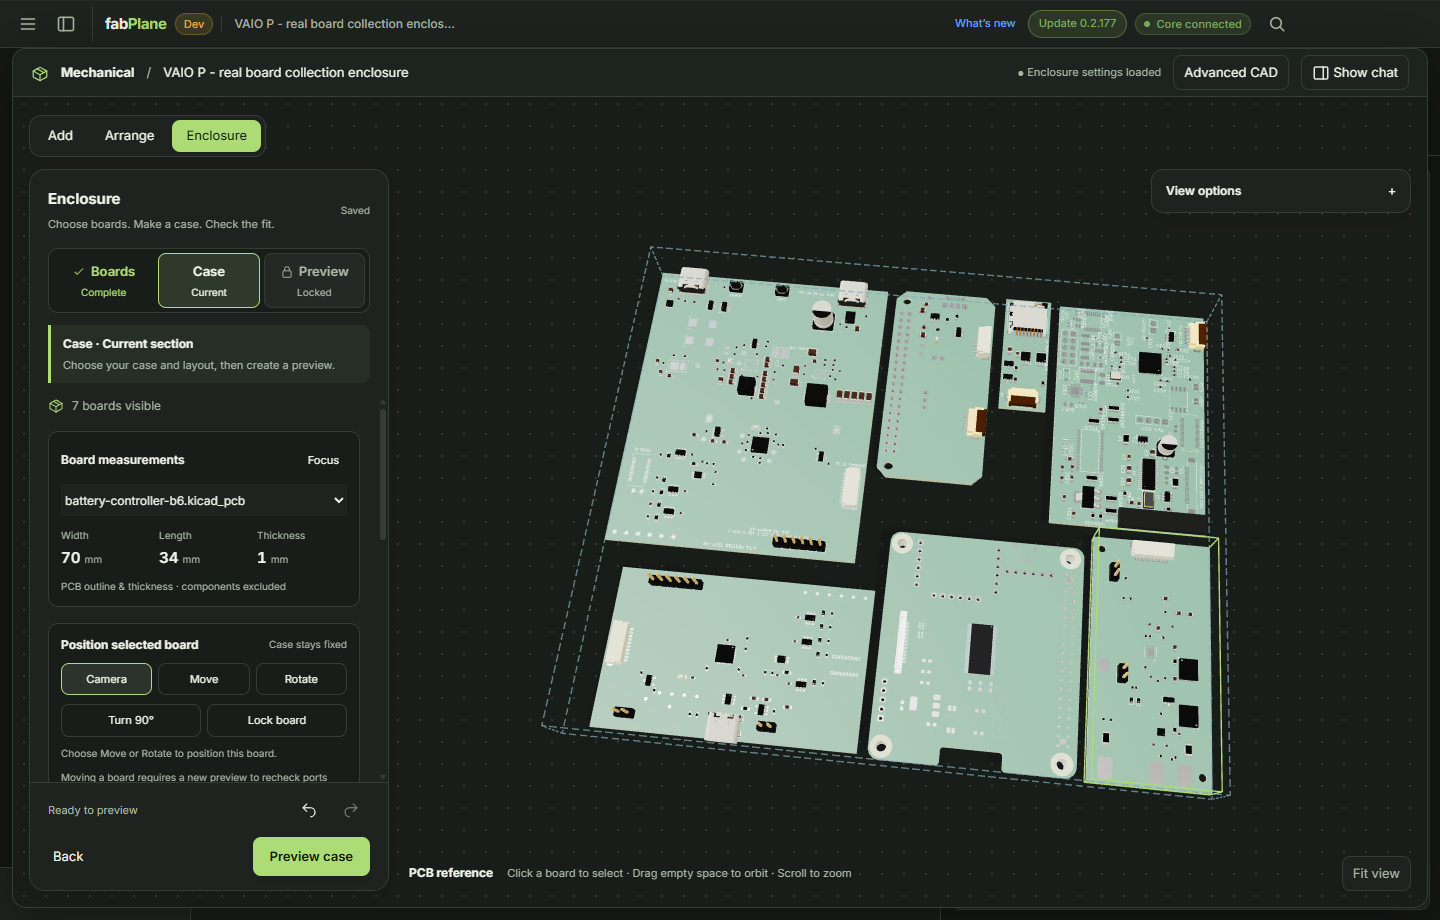 fabPlane Dev VAIO P - real board collection enclos... What's new Update 0.2.177 Core connected
Mechanical / VAIO P - real board collection enclosure Enclosure settings loaded Advanced CAD Show chat
Add Arrange Enclosure
Enclosure
Saved
Choose boards. Make a case. Check the fit.
Boards Case Preview
Complete Current Locked
Case · Current section
Choose your case and layout, then create a preview.
7 boards visible
Board measurements Focus
battery-controller-b6.kicad_pcb
Width Length Thickness
70 mm 34 mm 1 mm
PCB outline & thickness · components excluded
Position selected board Case stays fixed
Camera Move Rotate
Turn 90° Lock board
Choose Move or Rotate to position this board.
Moving a board requires a new preview to recheck ports
Ready to preview
Back Preview case
View options +
PCB reference Click a board to select · Drag empty space to orbit · Scroll to zoom
Fit view